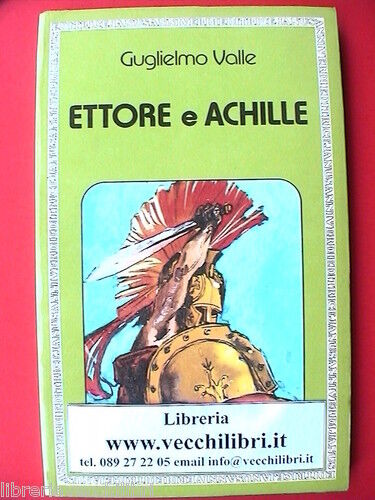 Guglielmo Valle
ETTORE e ACHILLE
Libreria
www.vecchilibri.it
tel. 089 27 22 05 email info@vecchilibri.it